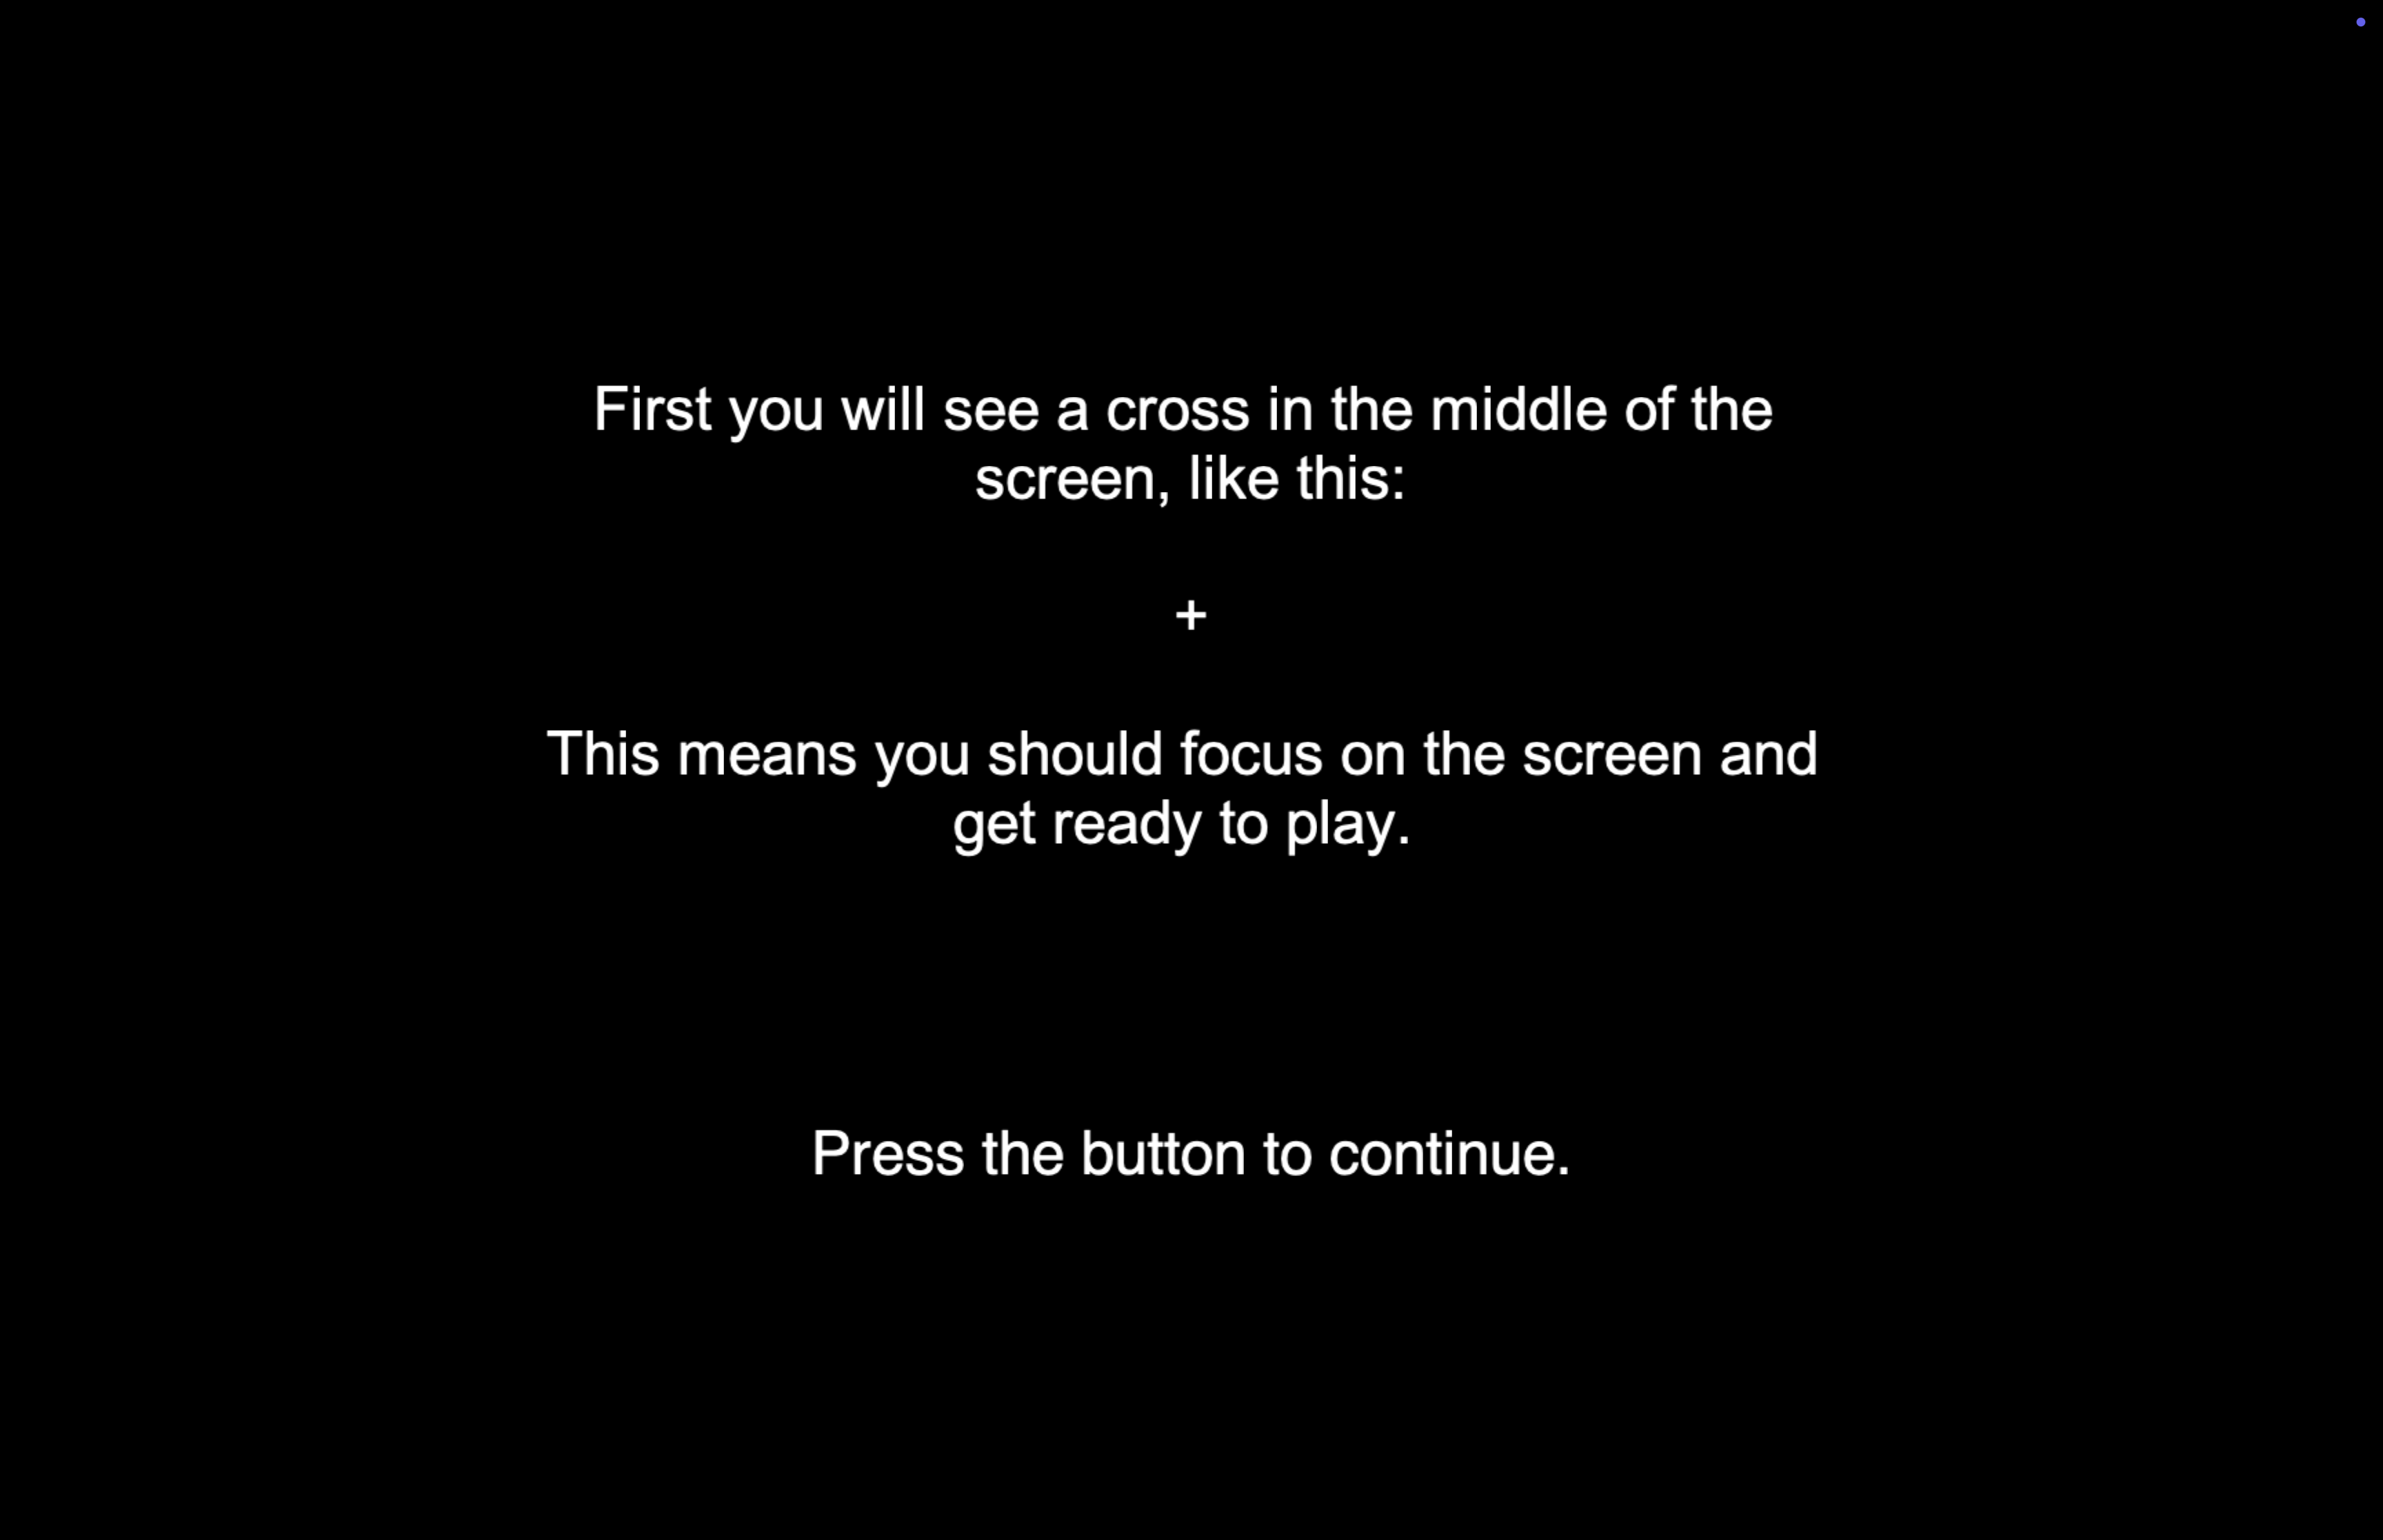 First you will see a cross in the middle of the
screen, like this:
+
This means you should focus on the screen and
get ready to play.
Press the button to continue.